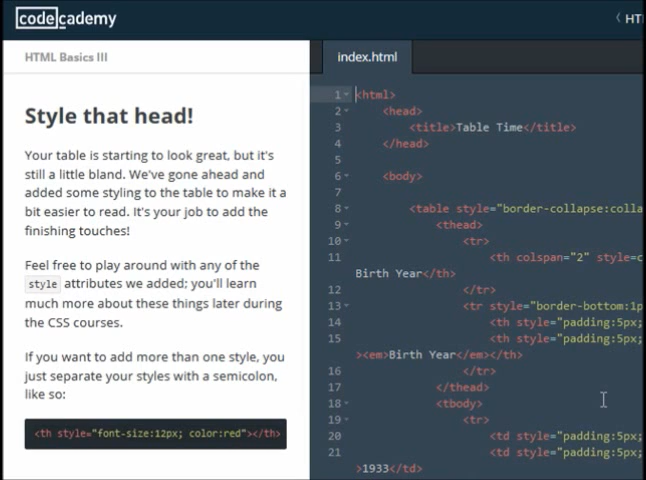 codecademy
HTML Basics III
Style that head!
Your table is starting to look great, but it's
still a little bland. We've gone ahead and
added some styling to the table to make it a
bit easier to read. It's your job to add the
finishing touches!
Feel free to play around with any of the
style attributes we added; you'll learn
much more about these things later during
the CSS courses.
If you want to add more than one style, you
just separate your styles with a semicolon,
like so:
<th style="font-size:12px; color:red"></th>
index.html
1 <html>
2 <head>
3 <title>Table Time</title>
4 </head>
5
6 <body>
7
8 <table style="border-collapse:colla
9 <thead>
10 <tr>
11 <th colspan="2" style=c
Birth Year</th>
12 </tr>
13 <tr style="border-bottom:1p
14 <th style="padding:5px;
15 <th style="padding:5px;
><em>Birth Year</em></th>
16 </tr>
17 </thead>
18 <tbody>
19 <tr>
20 <td style="padding:5px;
21 <td style="padding:5px;
>1933</td>